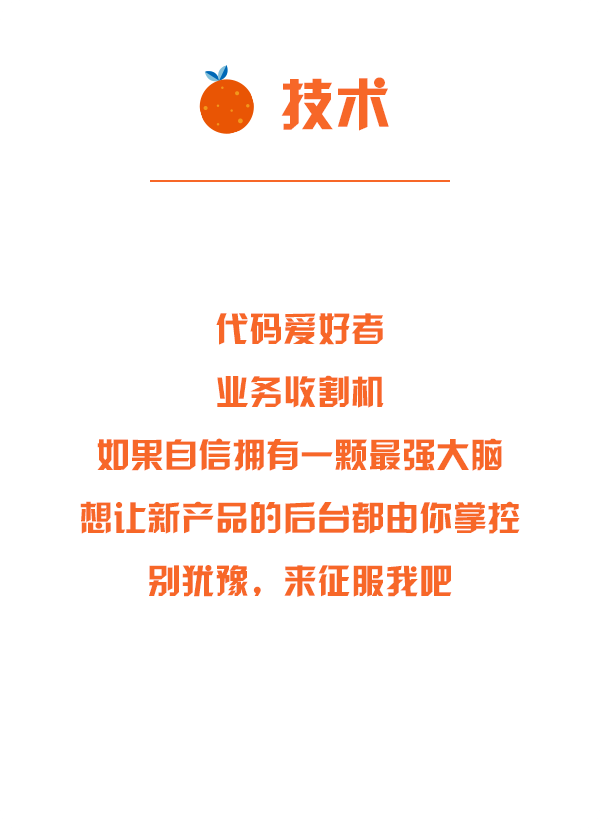 技术
代码爱好者
业务收割机
如果自信拥有一颗最强大脑
想让新产品的后台都由你掌控
别犹豫，来征服我吧